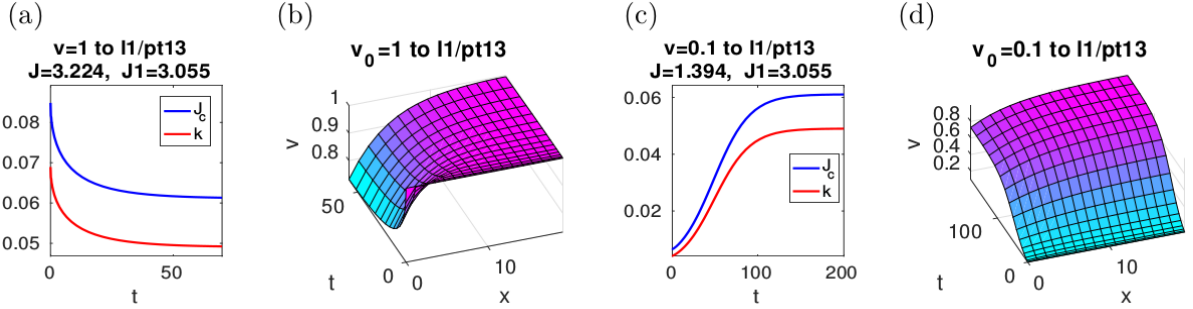 (a)
v=1 to l1/pt13
J=3.224, J1=3.055
0.08
0.07
0.06
0.05
J_c
k
0
50
t
(b)
v_0=1 to l1/pt13
1
0.9
0.8
v
50
0
t
0
10
x
(c)
v=0.1 to l1/pt13
J=1.394, J1=3.055
0.06
0.04
0.02
J_c
k
0
100
200
t
(d)
v_0=0.1 to l1/pt13
0.8
0.6
0.4
0.2
v
100
0
t
0
10
x